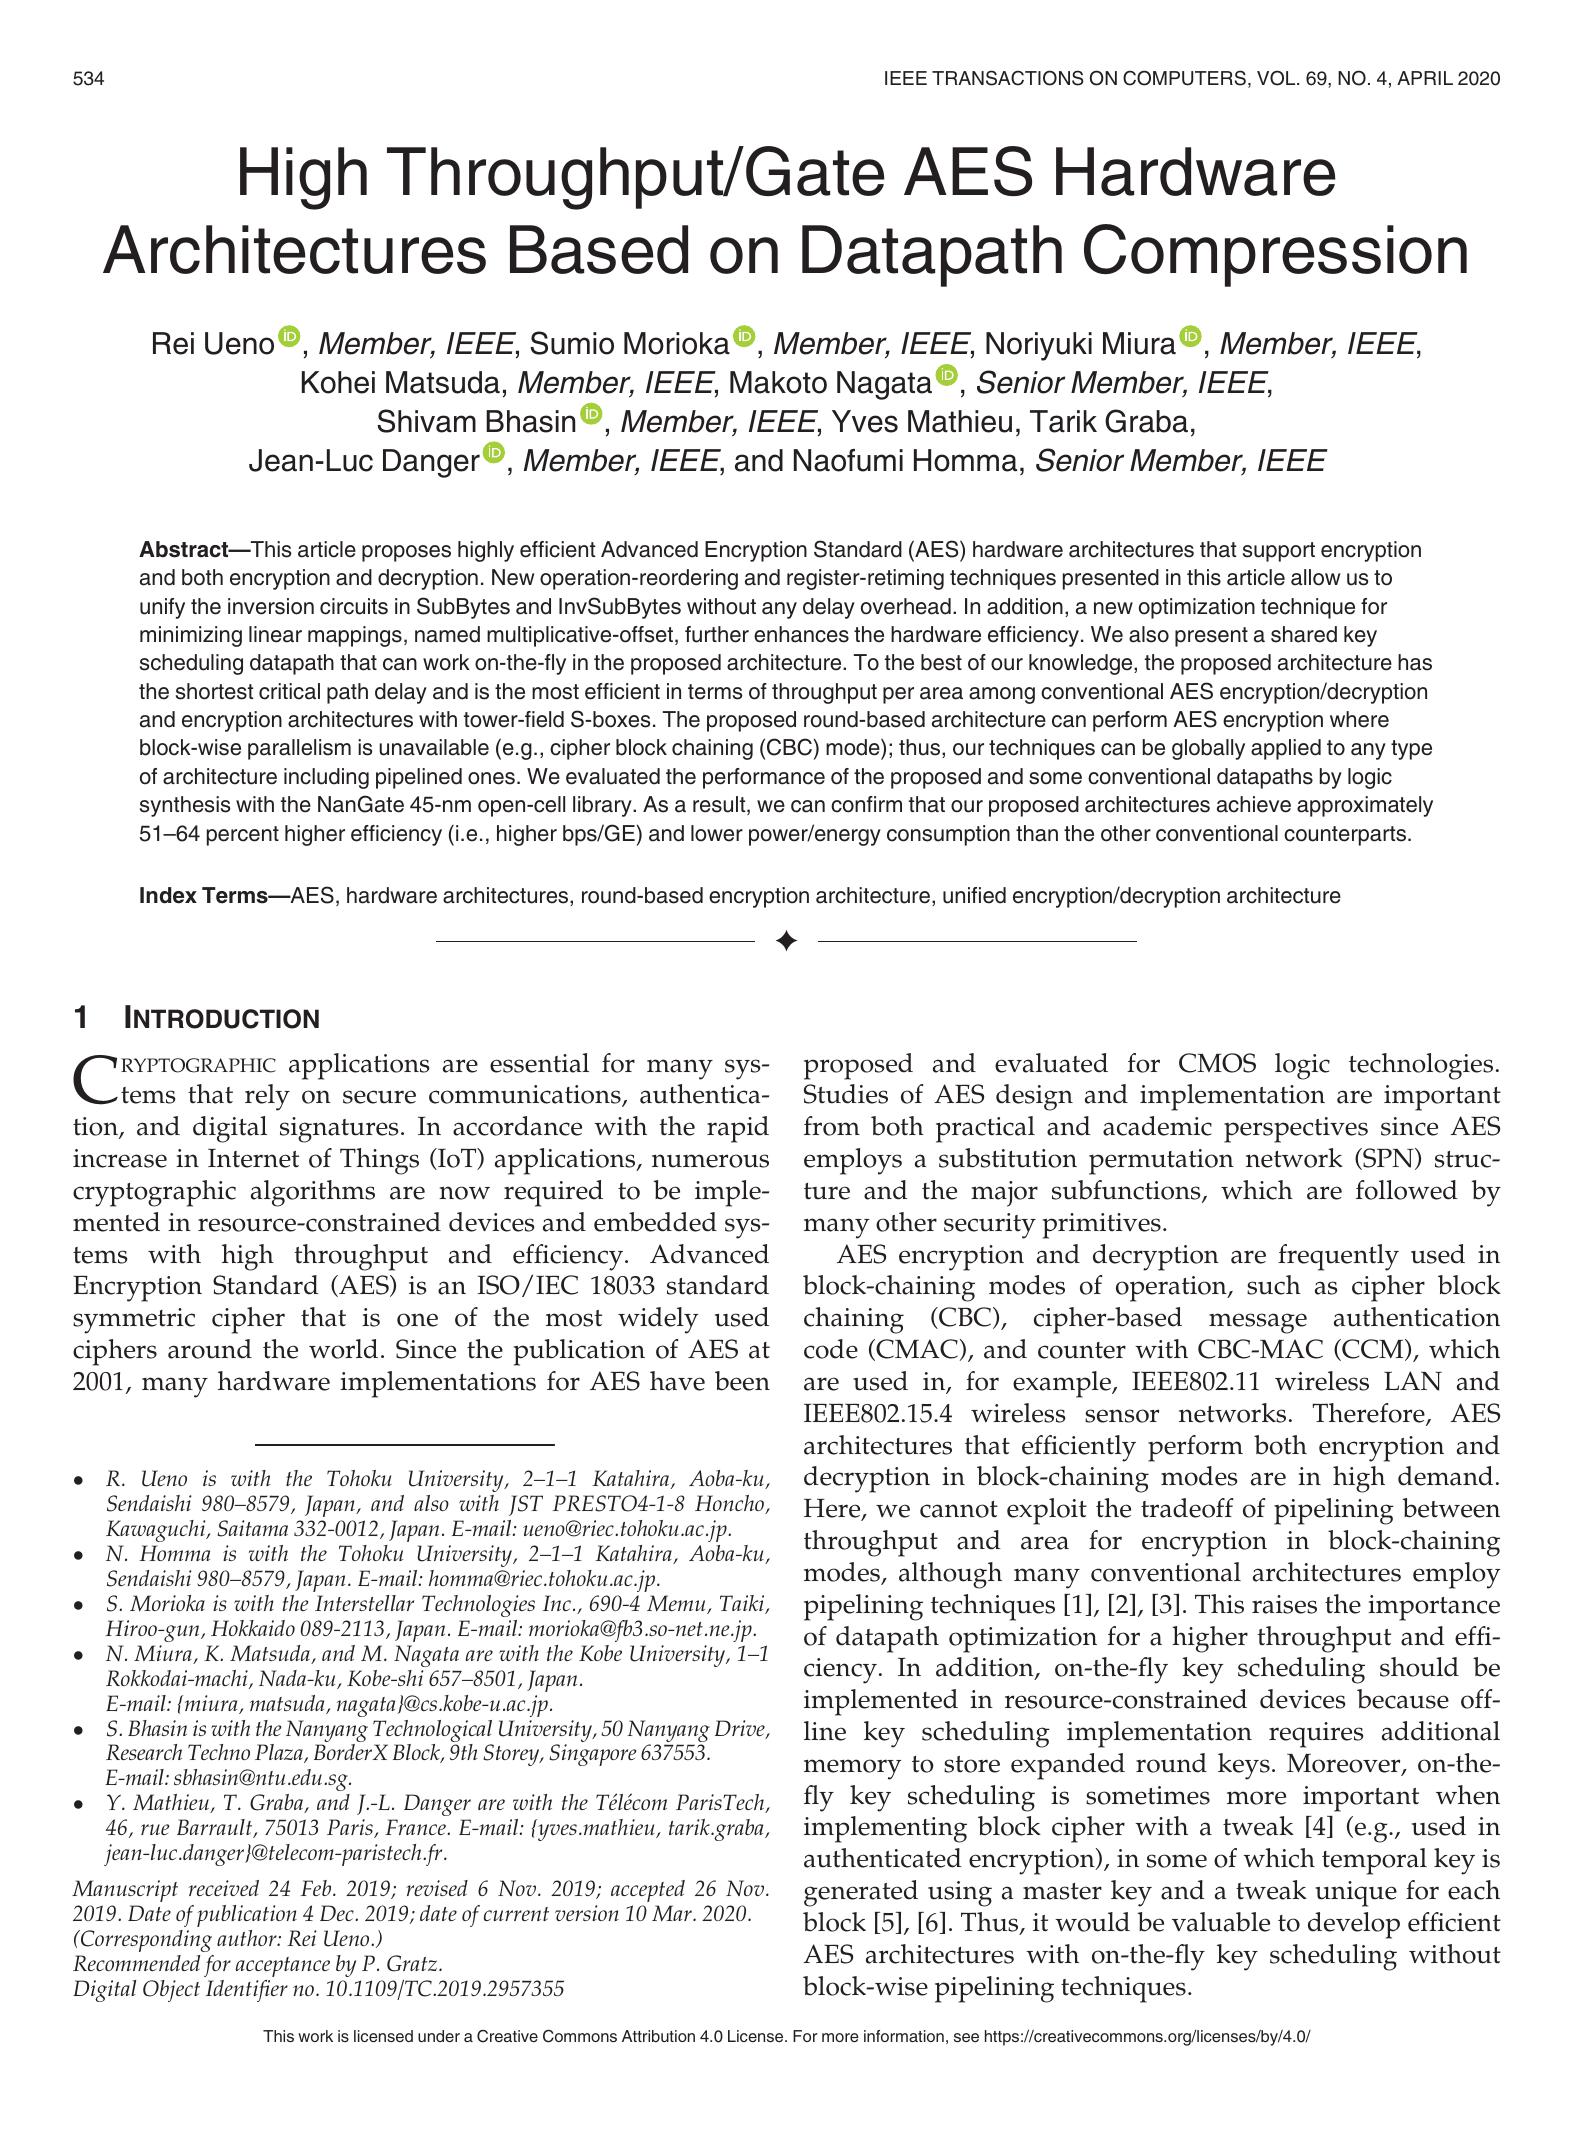 534
IEEE TRANSACTIONS ON COMPUTERS, VOL. 69, NO. 4, APRIL 2020
High Throughput/Gate AES Hardware
Architectures Based on Datapath Compression
Rei Ueno iD, Member, IEEE, Sumio Morioka iD, Member, IEEE, Noriyuki Miura iD, Member, IEEE,
Kohei Matsuda, Member, IEEE, Makoto Nagata iD, Senior Member, IEEE,
Shivam Bhasin iD, Member, IEEE, Yves Mathieu, Tarik Graba,
Jean-Luc Danger iD, Member, IEEE, and Naofumi Homma, Senior Member, IEEE
Abstract—This article proposes highly efficient Advanced Encryption Standard (AES) hardware architectures that support encryption
and both encryption and decryption. New operation-reordering and register-retiming techniques presented in this article allow us to
unify the inversion circuits in SubBytes and InvSubBytes without any delay overhead. In addition, a new optimization technique for
minimizing linear mappings, named multiplicative-offset, further enhances the hardware efficiency. We also present a shared key
scheduling datapath that can work on-the-fly in the proposed architecture. To the best of our knowledge, the proposed architecture has
the shortest critical path delay and is the most efficient in terms of throughput per area among conventional AES encryption/decryption
and encryption architectures with tower-field S-boxes. The proposed round-based architecture can perform AES encryption where
block-wise parallelism is unavailable (e.g., cipher block chaining (CBC) mode); thus, our techniques can be globally applied to any type
of architecture including pipelined ones. We evaluated the performance of the proposed and some conventional datapaths by logic
synthesis with the NanGate 45-nm open-cell library. As a result, we can confirm that our proposed architectures achieve approximately
51–64 percent higher efficiency (i.e., higher bps/GE) and lower power/energy consumption than the other conventional counterparts.
Index Terms—AES, hardware architectures, round-based encryption architecture, unified encryption/decryption architecture
1 INTRODUCTION
CRYPTOGRAPHIC applications are essential for many sys-
tems that rely on secure communications, authentica-
tion, and digital signatures. In accordance with the rapid
increase in Internet of Things (IoT) applications, numerous
cryptographic algorithms are now required to be imple-
mented in resource-constrained devices and embedded sys-
tems with high throughput and efficiency. Advanced
Encryption Standard (AES) is an ISO/IEC 18033 standard
symmetric cipher that is one of the most widely used
ciphers around the world. Since the publication of AES at
2001, many hardware implementations for AES have been
• R. Ueno is with the Tohoku University, 2–1–1 Katahira, Aoba-ku,
Sendaishi 980–8579, Japan, and also with JST PRESTO4-1-8 Honcho,
Kawaguchi, Saitama 332-0012, Japan. E-mail: ueno@riec.tohoku.ac.jp.
• N. Homma is with the Tohoku University, 2–1–1 Katahira, Aoba-ku,
Sendaishi 980–8579, Japan. E-mail: homma@riec.tohoku.ac.jp.
• S. Morioka is with the Interstellar Technologies Inc., 690-4 Memu, Taiki,
Hiroo-gun, Hokkaido 089-2113, Japan. E-mail: morioka@fb3.so-net.ne.jp.
• N. Miura, K. Matsuda, and M. Nagata are with the Kobe University, 1–1
Rokkodai-machi, Nada-ku, Kobe-shi 657–8501, Japan.
E-mail: {miura, matsuda, nagata}@cs.kobe-u.ac.jp.
• S. Bhasin is with the Nanyang Technological University, 50 Nanyang Drive,
Research Techno Plaza, BorderX Block, 9th Storey, Singapore 637553.
E-mail: sbhasin@ntu.edu.sg.
• Y. Mathieu, T. Graba, and J.-L. Danger are with the Télécom ParisTech,
46, rue Barrault, 75013 Paris, France. E-mail: {yves.mathieu, tarik.graba,
jean-luc.danger}@telecom-paristech.fr.
Manuscript received 24 Feb. 2019; revised 6 Nov. 2019; accepted 26 Nov.
2019. Date of publication 4 Dec. 2019; date of current version 10 Mar. 2020.
(Corresponding author: Rei Ueno.)
Recommended for acceptance by P. Gratz.
Digital Object Identifier no. 10.1109/TC.2019.2957355
proposed and evaluated for CMOS logic technologies.
Studies of AES design and implementation are important
from both practical and academic perspectives since AES
employs a substitution permutation network (SPN) struc-
ture and the major subfunctions, which are followed by
many other security primitives.
AES encryption and decryption are frequently used in
block-chaining modes of operation, such as cipher block
chaining (CBC), cipher-based message authentication
code (CMAC), and counter with CBC-MAC (CCM), which
are used in, for example, IEEE802.11 wireless LAN and
IEEE802.15.4 wireless sensor networks. Therefore, AES
architectures that efficiently perform both encryption and
decryption in block-chaining modes are in high demand.
Here, we cannot exploit the tradeoff of pipelining between
throughput and area for encryption in block-chaining
modes, although many conventional architectures employ
pipelining techniques [1], [2], [3]. This raises the importance
of datapath optimization for a higher throughput and effi-
ciency. In addition, on-the-fly key scheduling should be
implemented in resource-constrained devices because off-
line key scheduling implementation requires additional
memory to store expanded round keys. Moreover, on-the-
fly key scheduling is sometimes more important when
implementing block cipher with a tweak [4] (e.g., used in
authenticated encryption), in some of which temporal key is
generated using a master key and a tweak unique for each
block [5], [6]. Thus, it would be valuable to develop efficient
AES architectures with on-the-fly key scheduling without
block-wise pipelining techniques.
This work is licensed under a Creative Commons Attribution 4.0 License. For more information, see https://creativecommons.org/licenses/by/4.0/